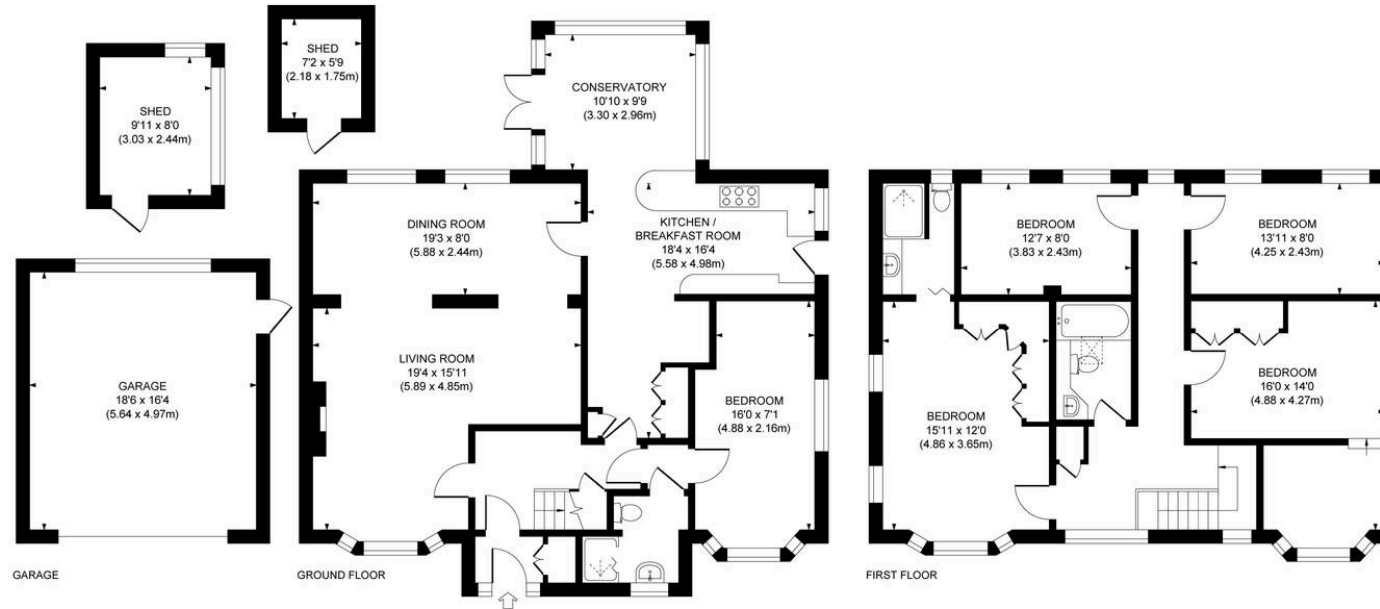 SHED
7'2 x 5'9
(2.18 x 1.75m)
SHED
9'11 x 8'0
(3.03 x 2.44m)
CONSERVATORY
10'10 x 9'9
(3.30 x 2.96m)
DINING ROOM
19'3 x 8'0
(5.88 x 2.44m)
KITCHEN /
BREAKFAST ROOM
18'4 x 16'4
(5.58 x 4.98m)
LIVING ROOM
19'4 x 15'11
(5.89 x 4.85m)
BEDROOM
16'0 x 7'1
(4.88 x 2.16m)
GARAGE
18'6 x 16'4
(5.64 x 4.97m)
GARAGE
GROUND FLOOR
BEDROOM
12'7 x 8'0
(3.83 x 2.43m)
BEDROOM
13'11 x 8'0
(4.25 x 2.43m)
BEDROOM
15'11 x 12'0
(4.86 x 3.65m)
BEDROOM
16'0 x 14'0
(4.88 x 4.27m)
FIRST FLOOR